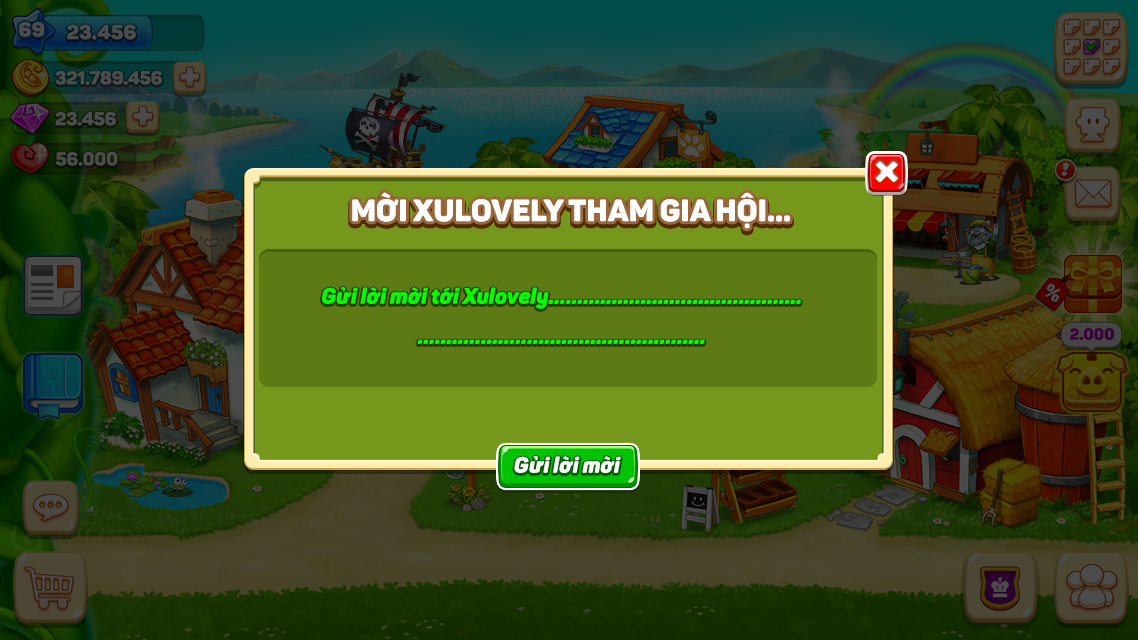 69 23.456
321.789.456
23.456
56.000
MỜI XULOVELY THAM GIA HỘI...
Gửi lời mời tới Xulovely.............................................
...................................................
Gửi lời mời
%
2.000